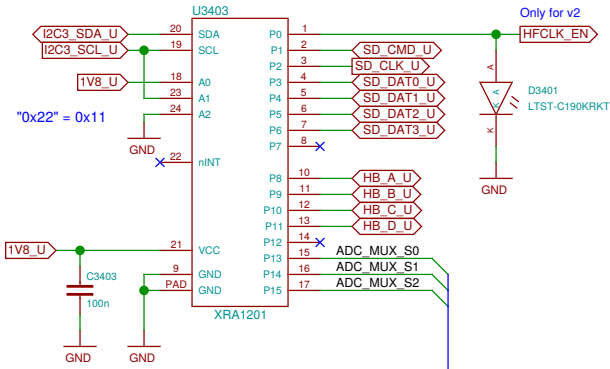 U3403
Only for v2
I2C3_SDA_U 20 SDA P0 1 HFCLK_EN
I2C3_SCL_U 19 SCL P1 2 SD_CMD_U
P2 3 SD_CLK_U
1V8_U 18 A0 P3 4 SD_DAT0_U
23 A1 P4 5 SD_DAT1_U
24 A2 P5 6 SD_DAT2_U
P6 7 SD_DAT3_U
P7 8
"0x22" = 0x11
GND
A
A
K
K
D3401
LTST-C190KRKT
GND
22 nINT
P8 10 HB_A_U
P9 11 HB_B_U
P10 12 HB_C_U
P11 13 HB_D_U
P12 14
1V8_U 21 VCC P13 15 ADC_MUX_S0
9 GND P14 16 ADC_MUX_S1
PAD GND P15 17 ADC_MUX_S2
C3403
100n
XRA1201
GND
GND